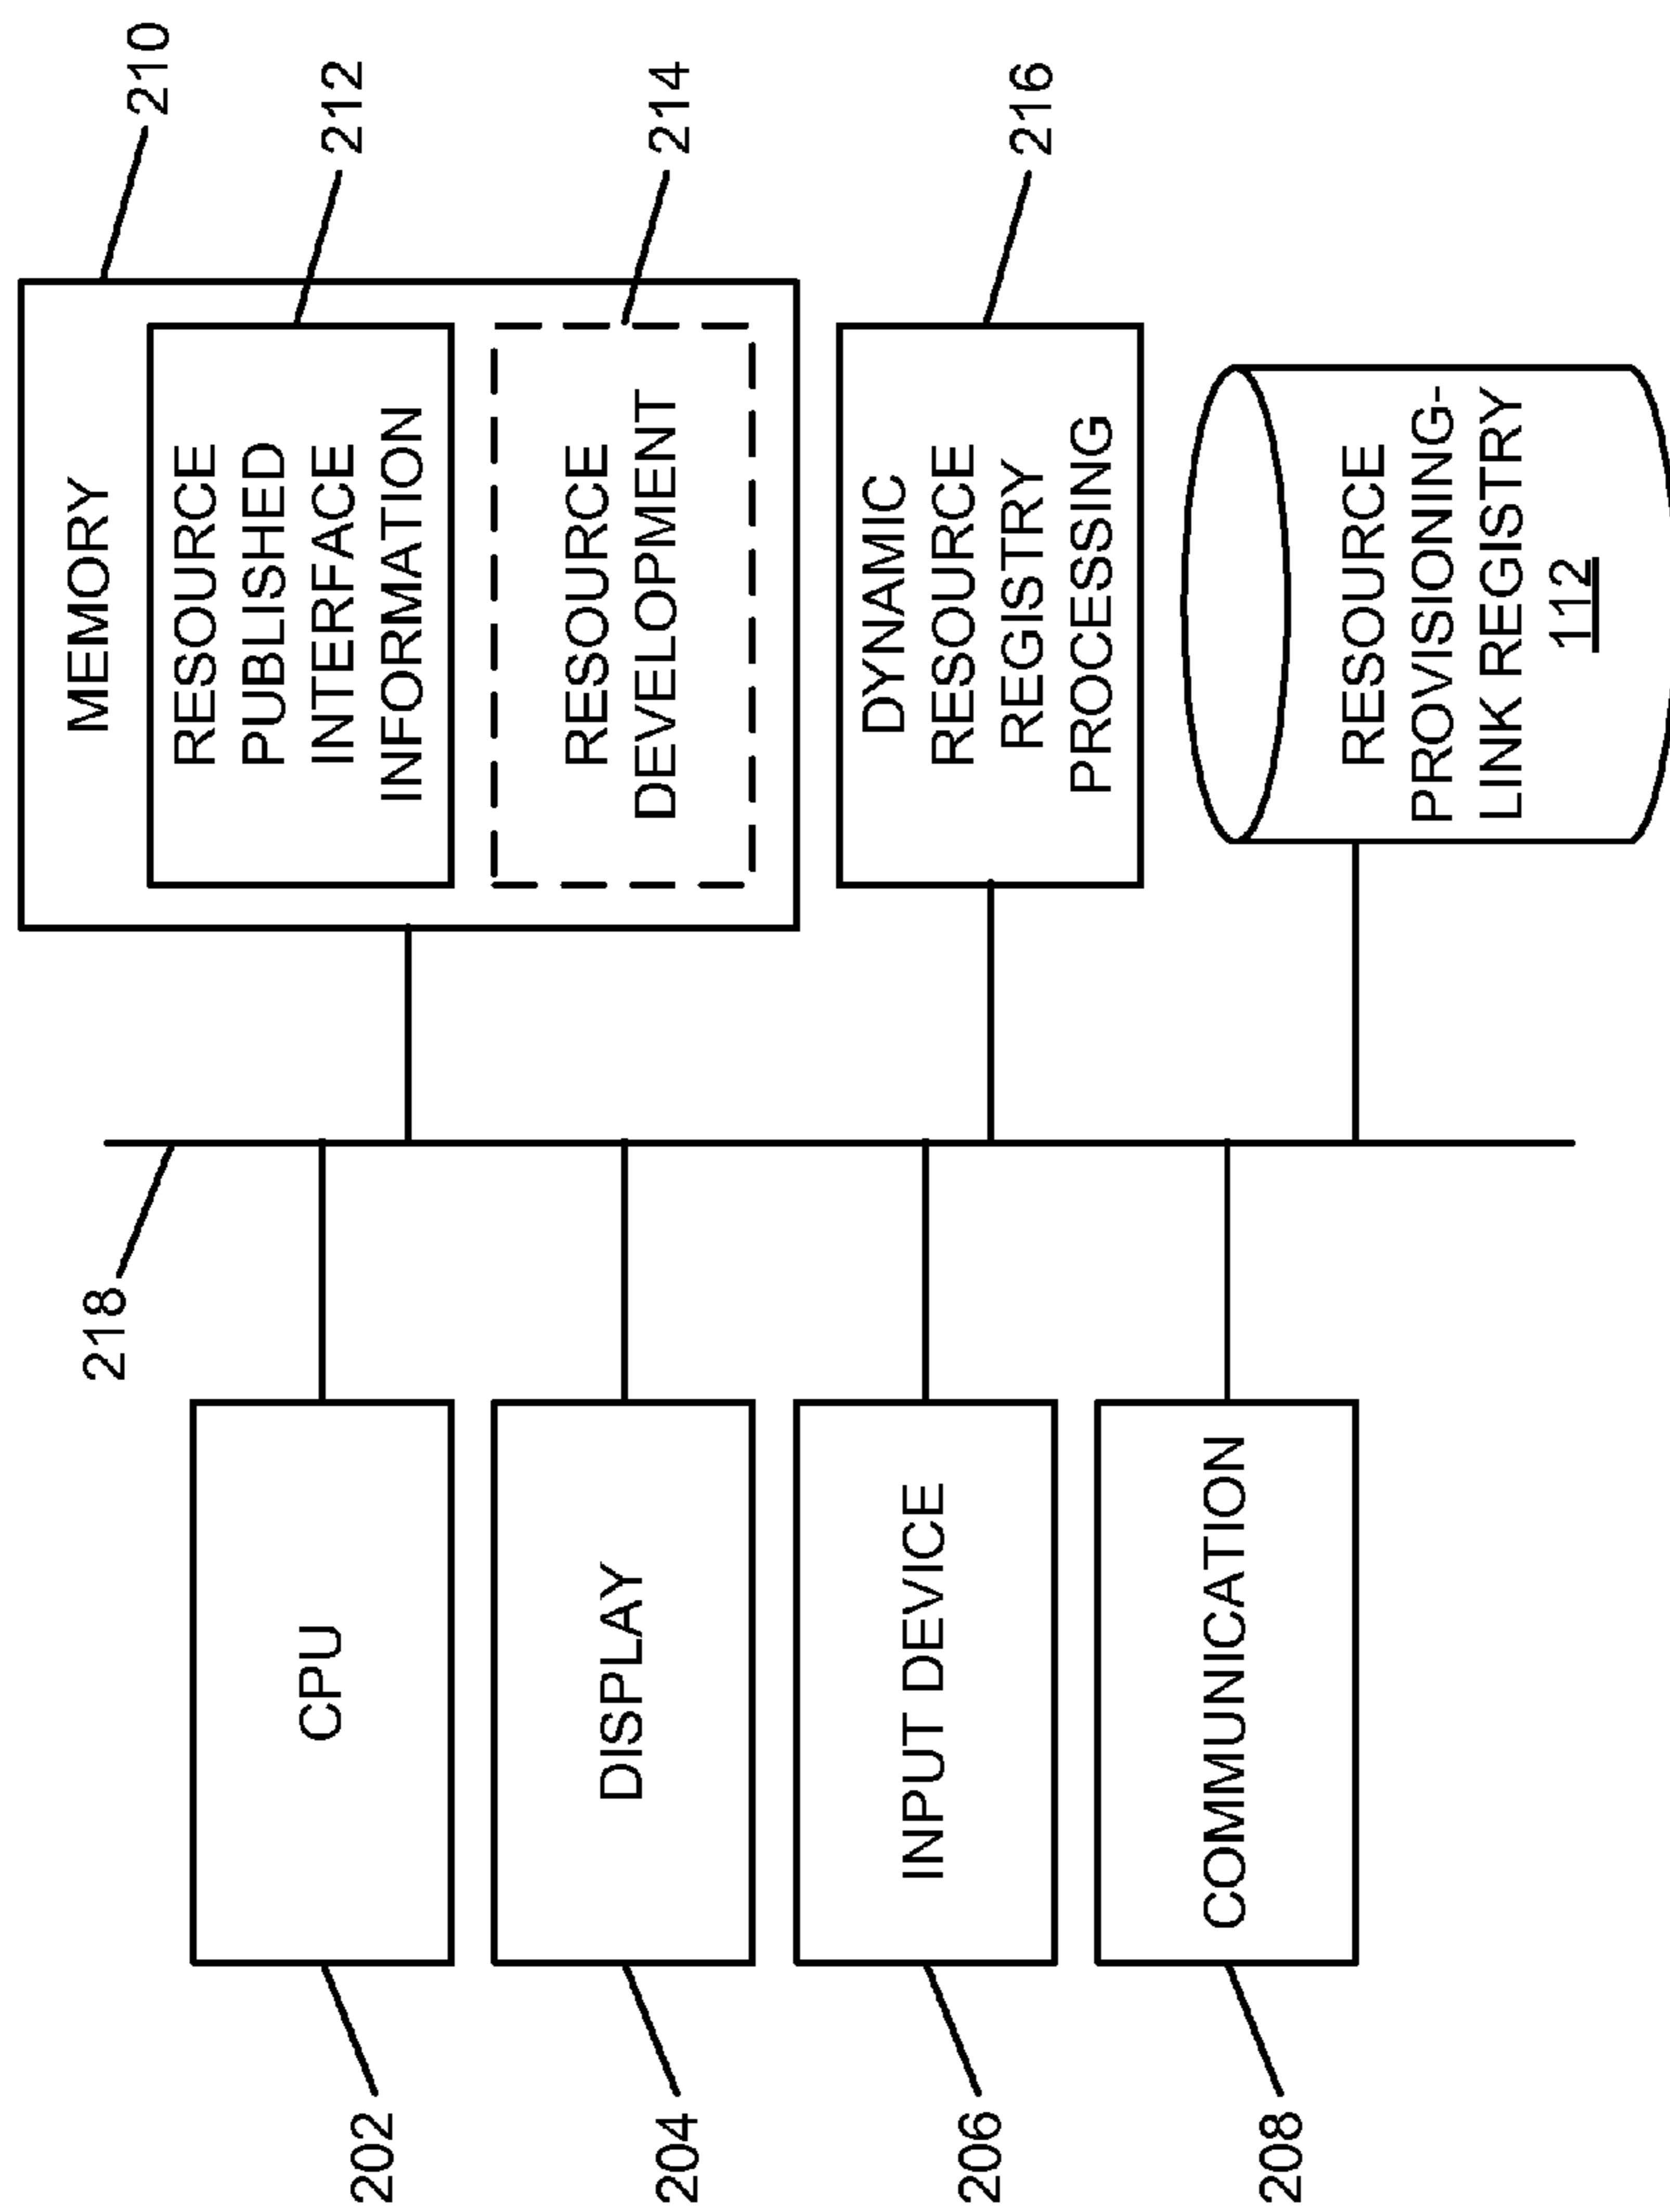 218
210
202
CPU
MEMORY
RESOURCE
PUBLISHED
INTERFACE
INFORMATION
212
204
DISPLAY
RESOURCE
DEVELOPMENT
214
206
INPUT DEVICE
DYNAMIC
RESOURCE
REGISTRY
PROCESSING
216
208
COMMUNICATION
RESOURCE
PROVISIONING-
LINK REGISTRY
112